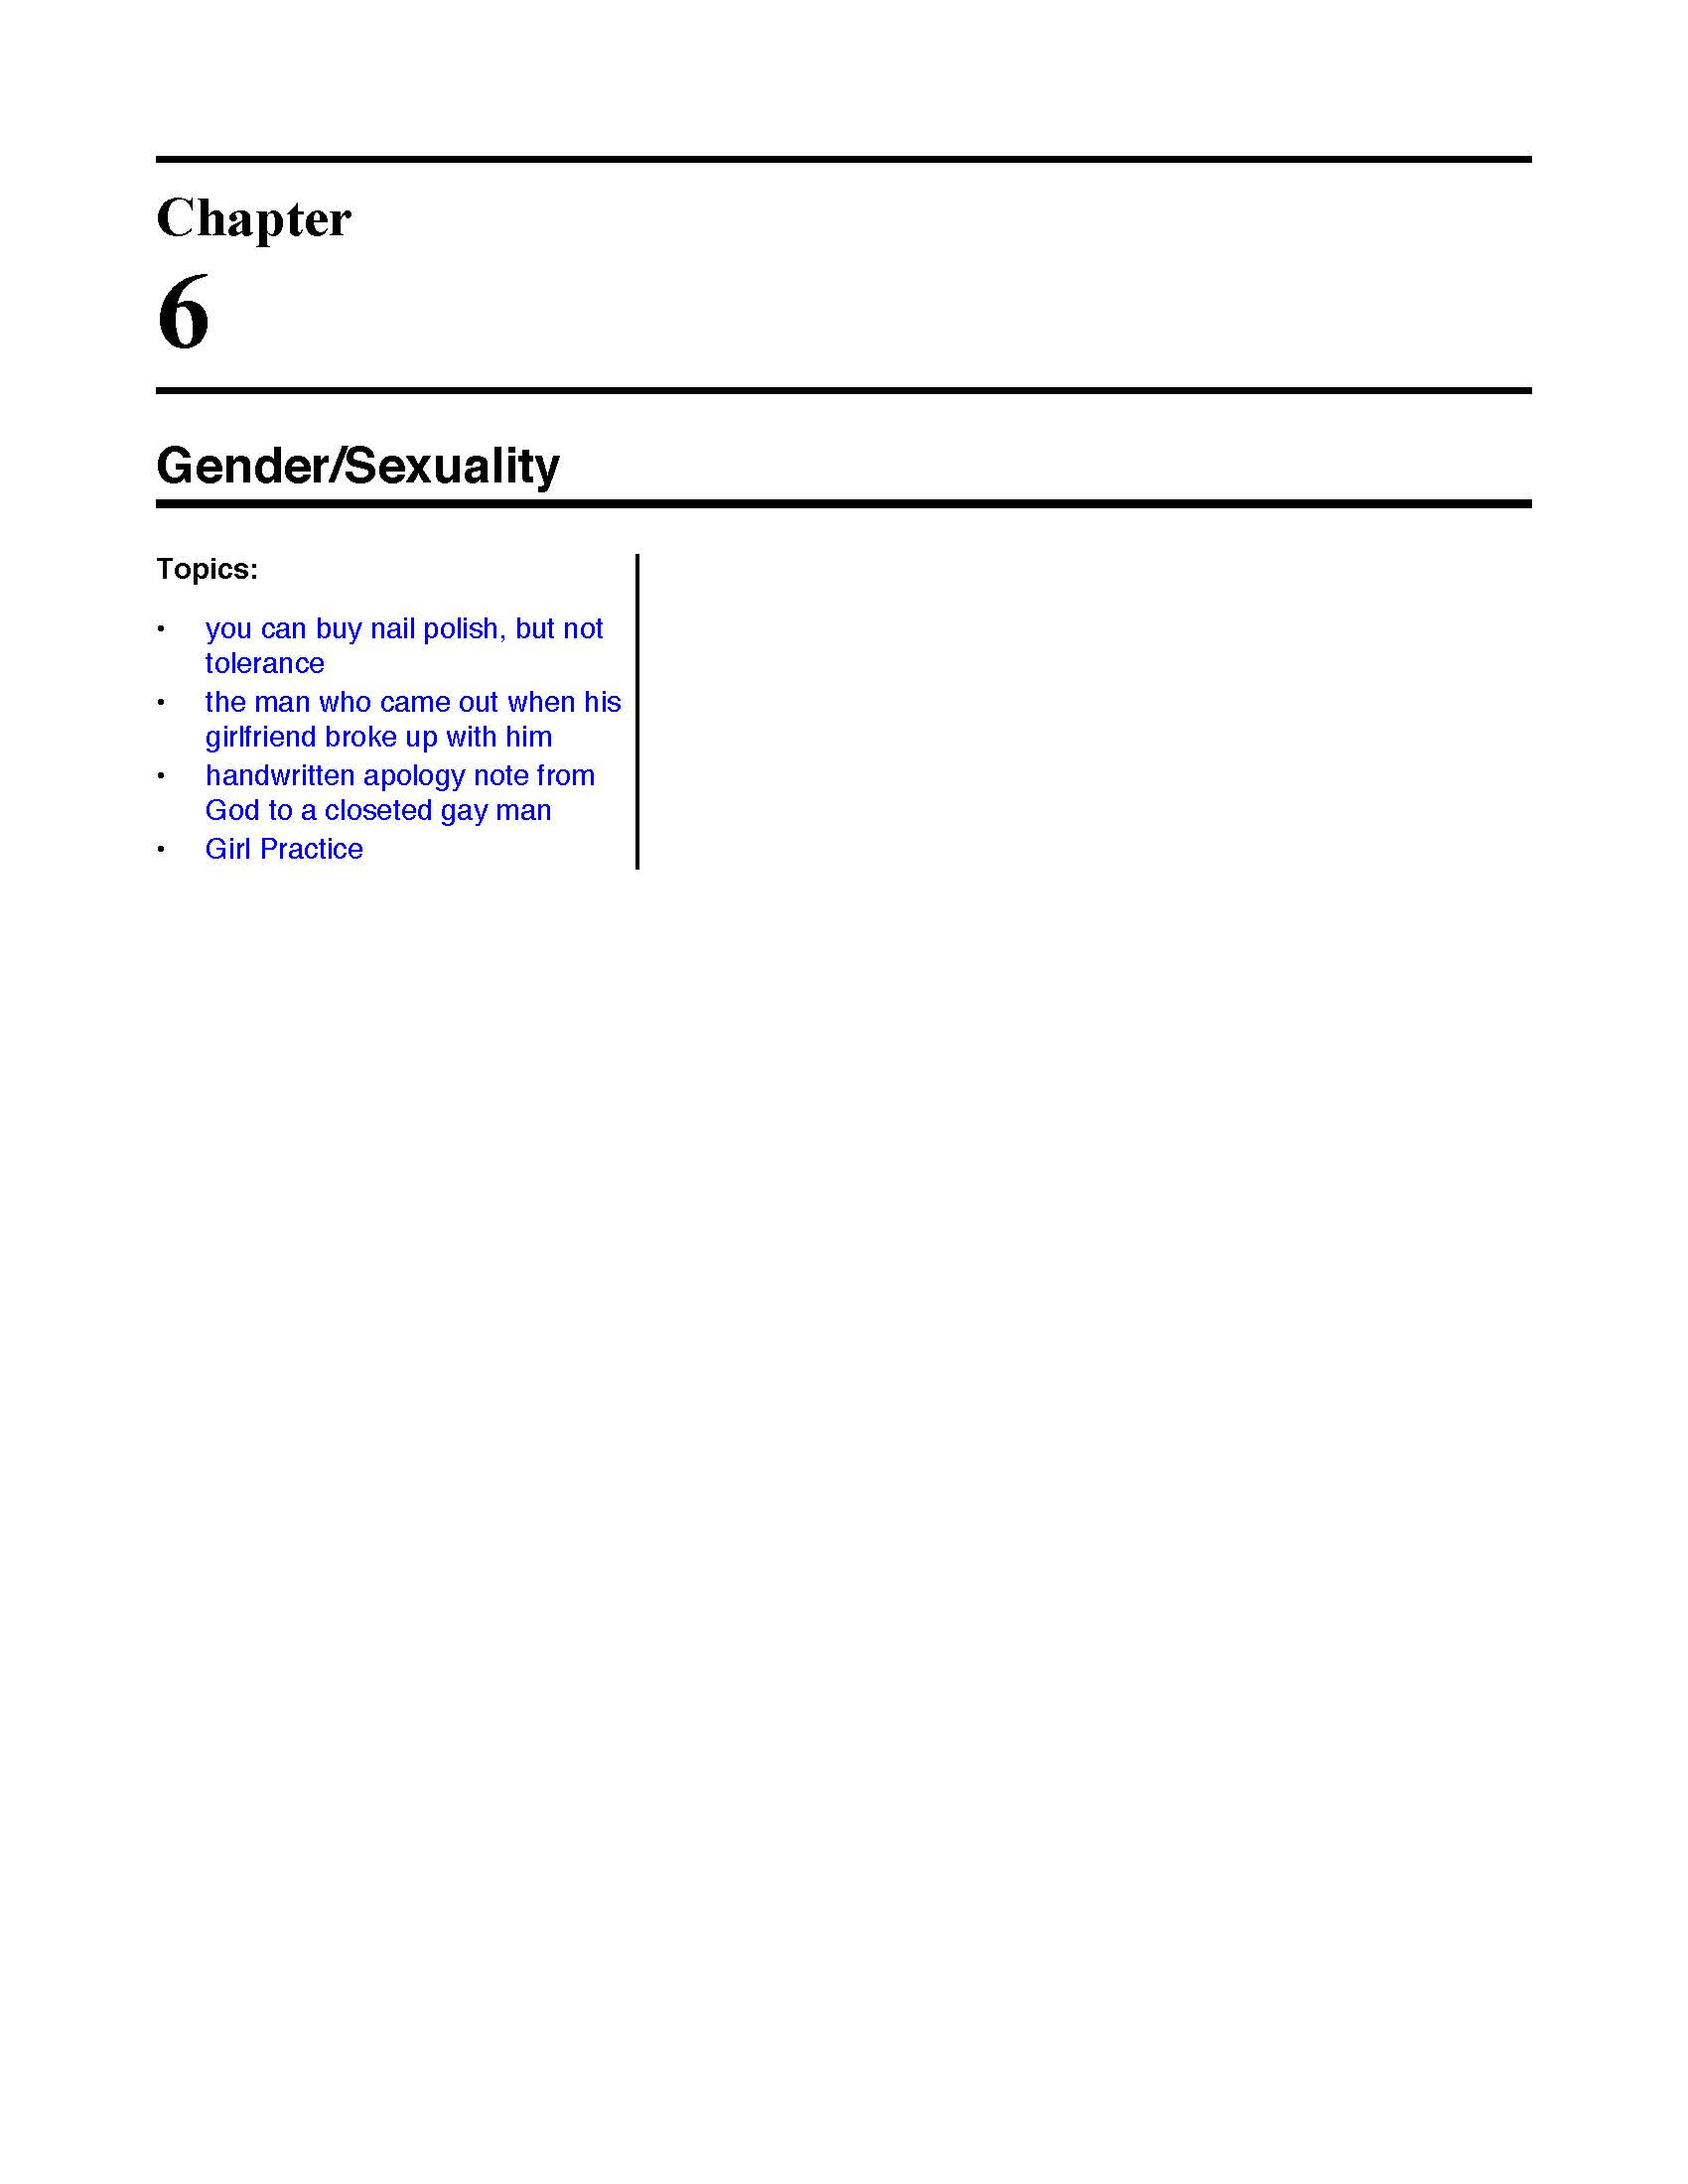 Chapter
6
Gender/Sexuality
Topics:
• you can buy nail polish, but not
tolerance
• the man who came out when his
girlfriend broke up with him
• handwritten apology note from
God to a closeted gay man
• Girl Practice